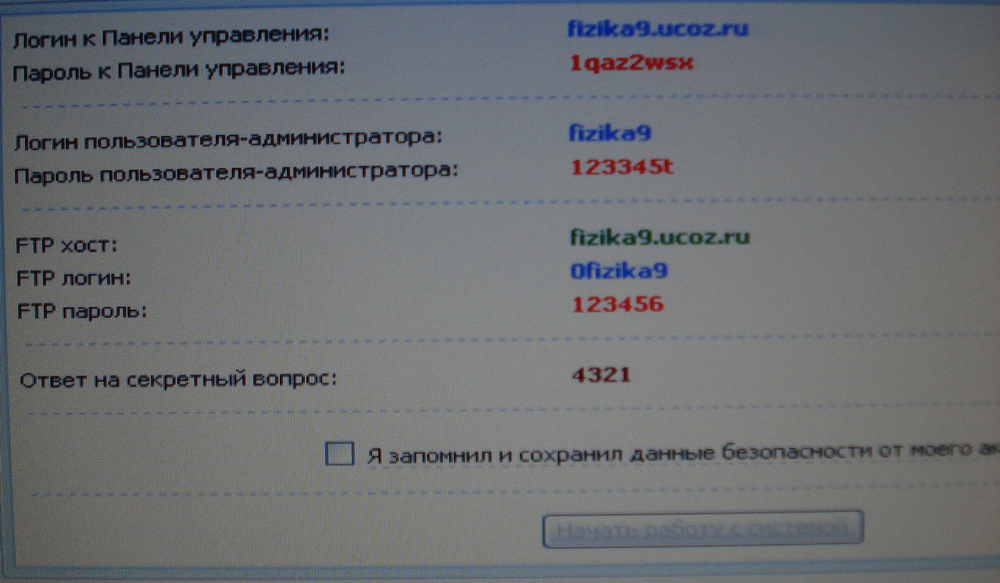 Логин к Панели управления: fizika9.ucoz.ru
Пароль к Панели управления: 1qaz2wsx
Логин пользователя-администратора: fizika9
Пароль пользователя-администратора: 123345t
FTP хост: fizika9.ucoz.ru
FTP логин: 0fizika9
FTP пароль: 123456
Ответ на секретный вопрос: 4321
Я запомнил и сохранил данные безопасности от моего ак
Начать работу с системой